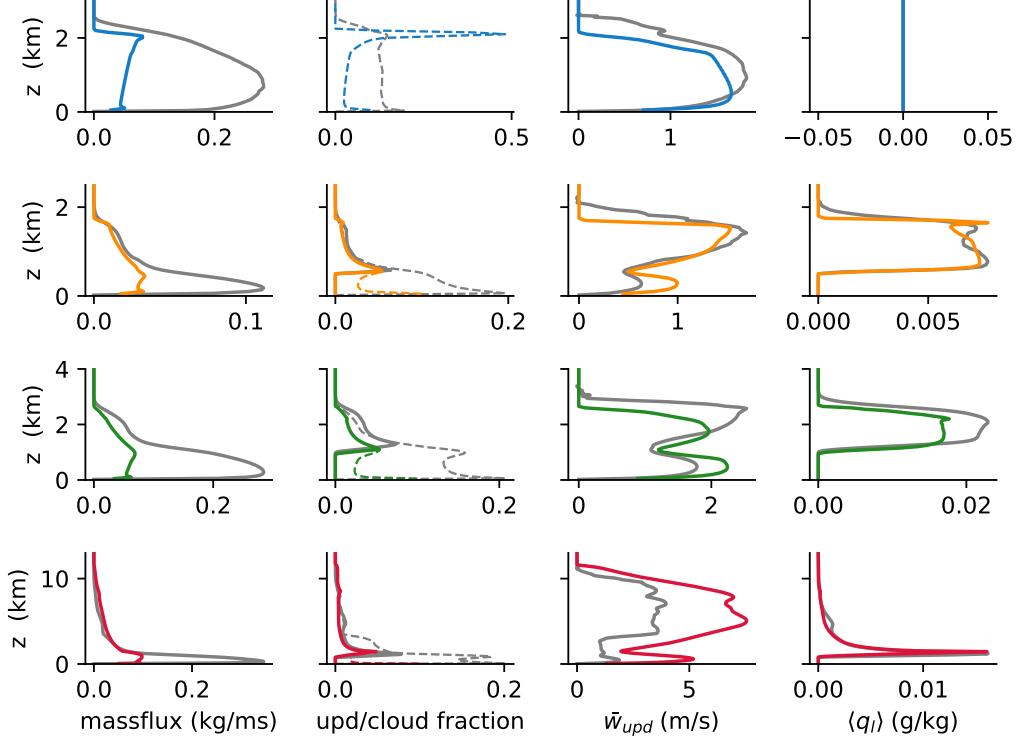 z (km)
2
0
0.0 0.2
0.0 0.5
0 1
−0.05 0.00 0.05
z (km)
2
0
0.0 0.1
0.0 0.2
0 1
0.000 0.005
z (km)
4
2
0
0.0 0.2
0.0 0.2
0 2
0.00 0.02
z (km)
10
0
0.0 0.2
0.0 0.2
0 5
0.00 0.01
massflux (kg/ms)
upd/cloud fraction
w̄upd (m/s)
⟨ql⟩ (g/kg)